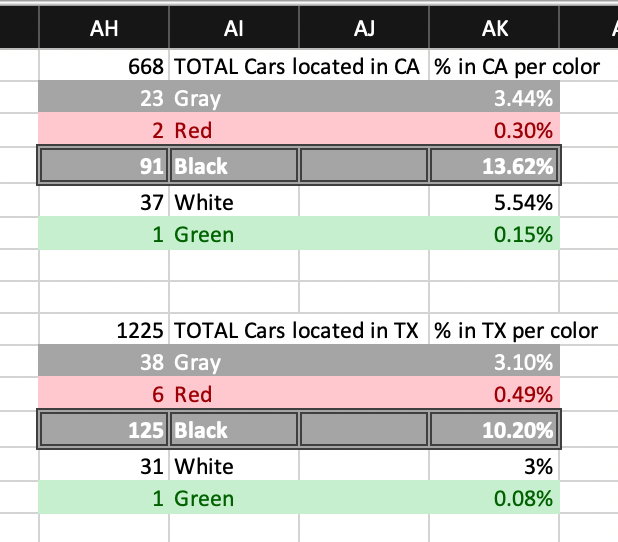 AH AI AJ AK
668 TOTAL Cars located in CA % in CA per color
23 Gray 3.44%
2 Red 0.30%
91 Black 13.62%
37 White 5.54%
1 Green 0.15%
1225 TOTAL Cars located in TX % in TX per color
38 Gray 3.10%
6 Red 0.49%
125 Black 10.20%
31 White 3%
1 Green 0.08%